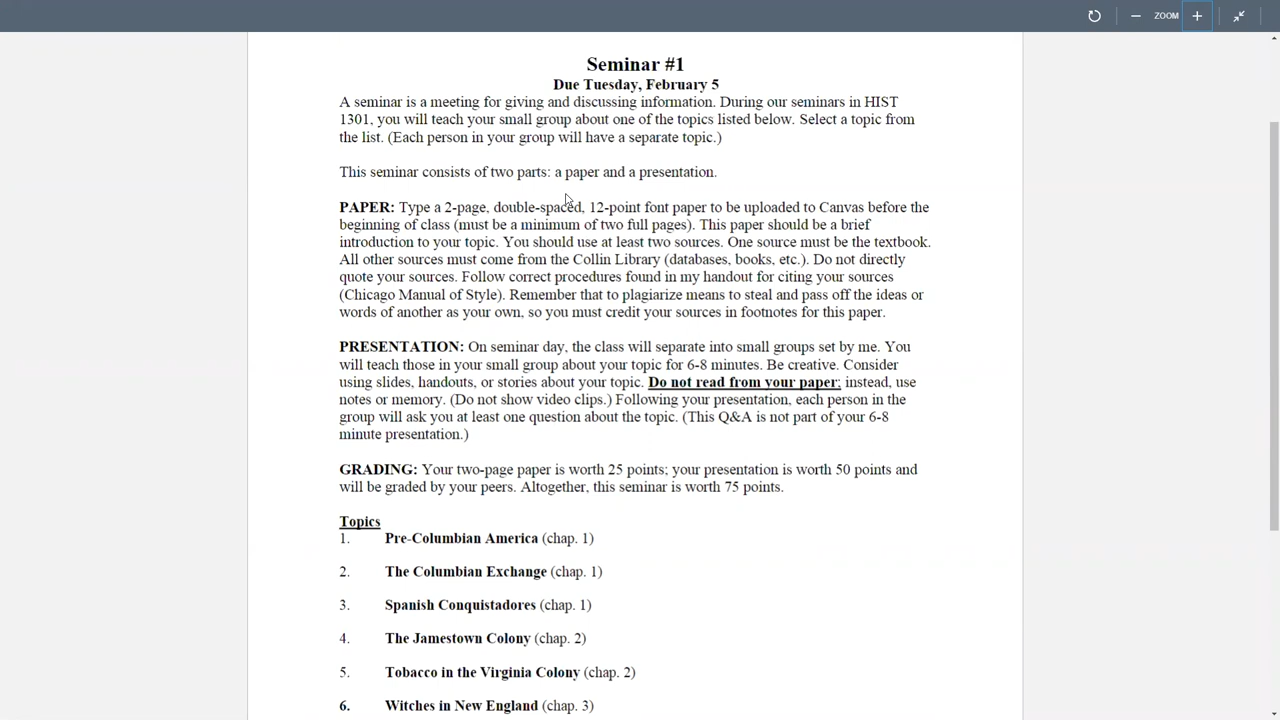 ZOOM
Seminar #1
Due Tuesday, February 5
A seminar is a meeting for giving and discussing information. During our seminars in HIST
1301, you will teach your small group about one of the topics listed below. Select a topic from
the list. (Each person in your group will have a separate topic.)
This seminar consists of two parts: a paper and a presentation.
PAPER: Type a 2-page, double-spaced, 12-point font paper to be uploaded to Canvas before the
beginning of class (must be a minimum of two full pages). This paper should be a brief
introduction to your topic. You should use at least two sources. One source must be the textbook.
All other sources must come from the Collin Library (databases, books, etc.). Do not directly
quote your sources. Follow correct procedures found in my handout for citing your sources
(Chicago Manual of Style). Remember that to plagiarize means to steal and pass off the ideas or
words of another as your own, so you must credit your sources in footnotes for this paper.
PRESENTATION: On seminar day, the class will separate into small groups set by me. You
will teach those in your small group about your topic for 6-8 minutes. Be creative. Consider
using slides, handouts, or stories about your topic. Do not read from your paper; instead, use
notes or memory. (Do not show video clips.) Following your presentation, each person in the
group will ask you at least one question about the topic. (This Q&A is not part of your 6-8
minute presentation.)
GRADING: Your two-page paper is worth 25 points; your presentation is worth 50 points and
will be graded by your peers. Altogether, this seminar is worth 75 points.
Topics
1. Pre-Columbian America (chap. 1)
2. The Columbian Exchange (chap. 1)
3. Spanish Conquistadores (chap. 1)
4. The Jamestown Colony (chap. 2)
5. Tobacco in the Virginia Colony (chap. 2)
6. Witches in New England (chap. 3)